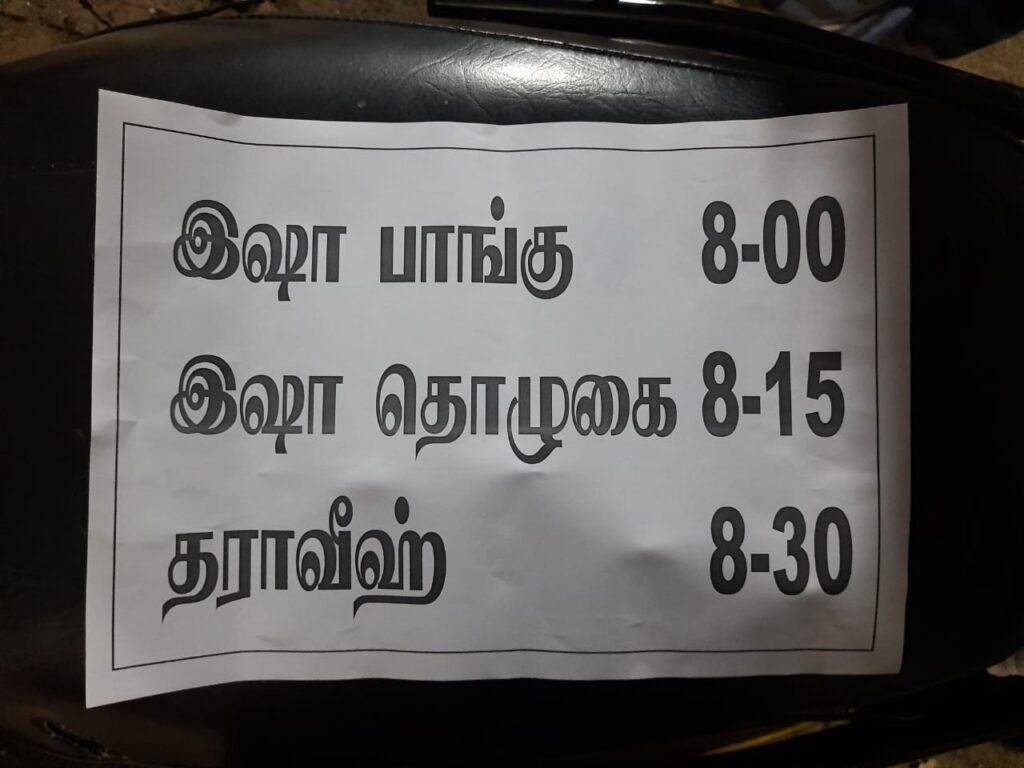 இஷா பாங்கு 8-00
இஷா தொழுகை 8-15
தராவீஹ் 8-30